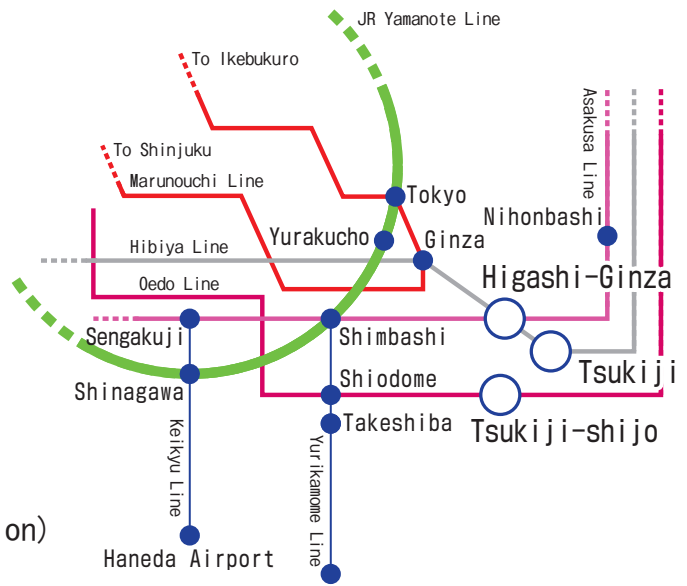 JR Yamanote Line
To Ikebukuro
To Shinjuku
Marunouchi Line
Asakusa Line
Tokyo
Nihonbashi
Yurakucho
Ginza
Hibiya Line
Higashi-Ginza
Oedo Line
Sengakuji
Shimbashi
Tsukiji
Shinagawa
Shiodome
Takeshiba
Tsukiji-shijo
Keikyu Line
Yurikamome Line
on)
Haneda Airport